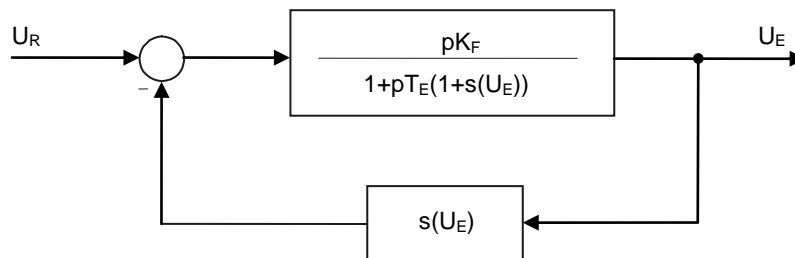 U_R
U_E
pK_F
1+pT_E(1+s(U_E))
–
s(U_E)